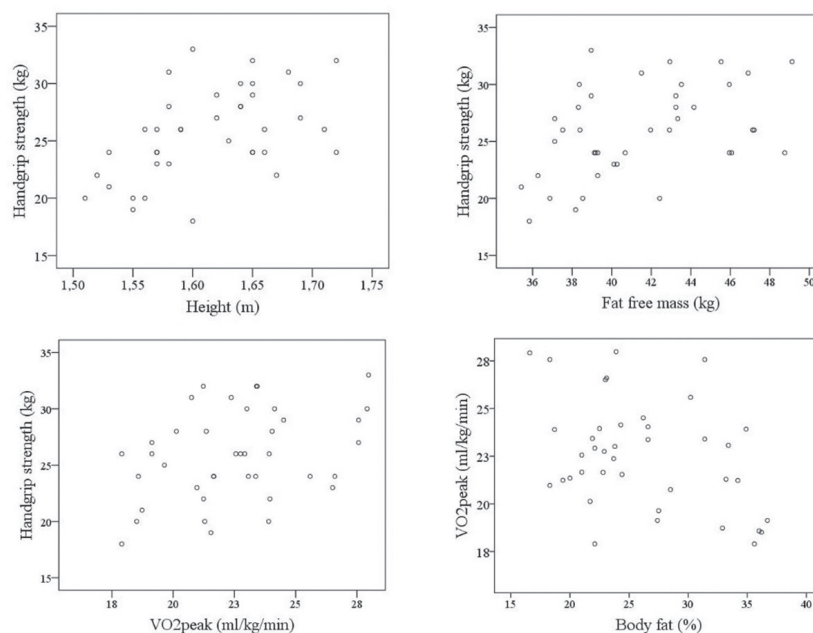 35
30
25
20
15
Handgrip strength (kg)
1,50 1,55 1,60 1,65 1,70 1,75
Height (m)
35
30
25
20
15
Handgrip strength (kg)
36 38 40 42 44 46 48 50
Fat free mass (kg)
35
30
25
20
15
Handgrip strength (kg)
18 20 23 25 28
VO2peak (ml/kg/min)
28
25
23
20
18
VO2peak (ml/kg/min)
15 20 25 30 35 40
Body fat (%)